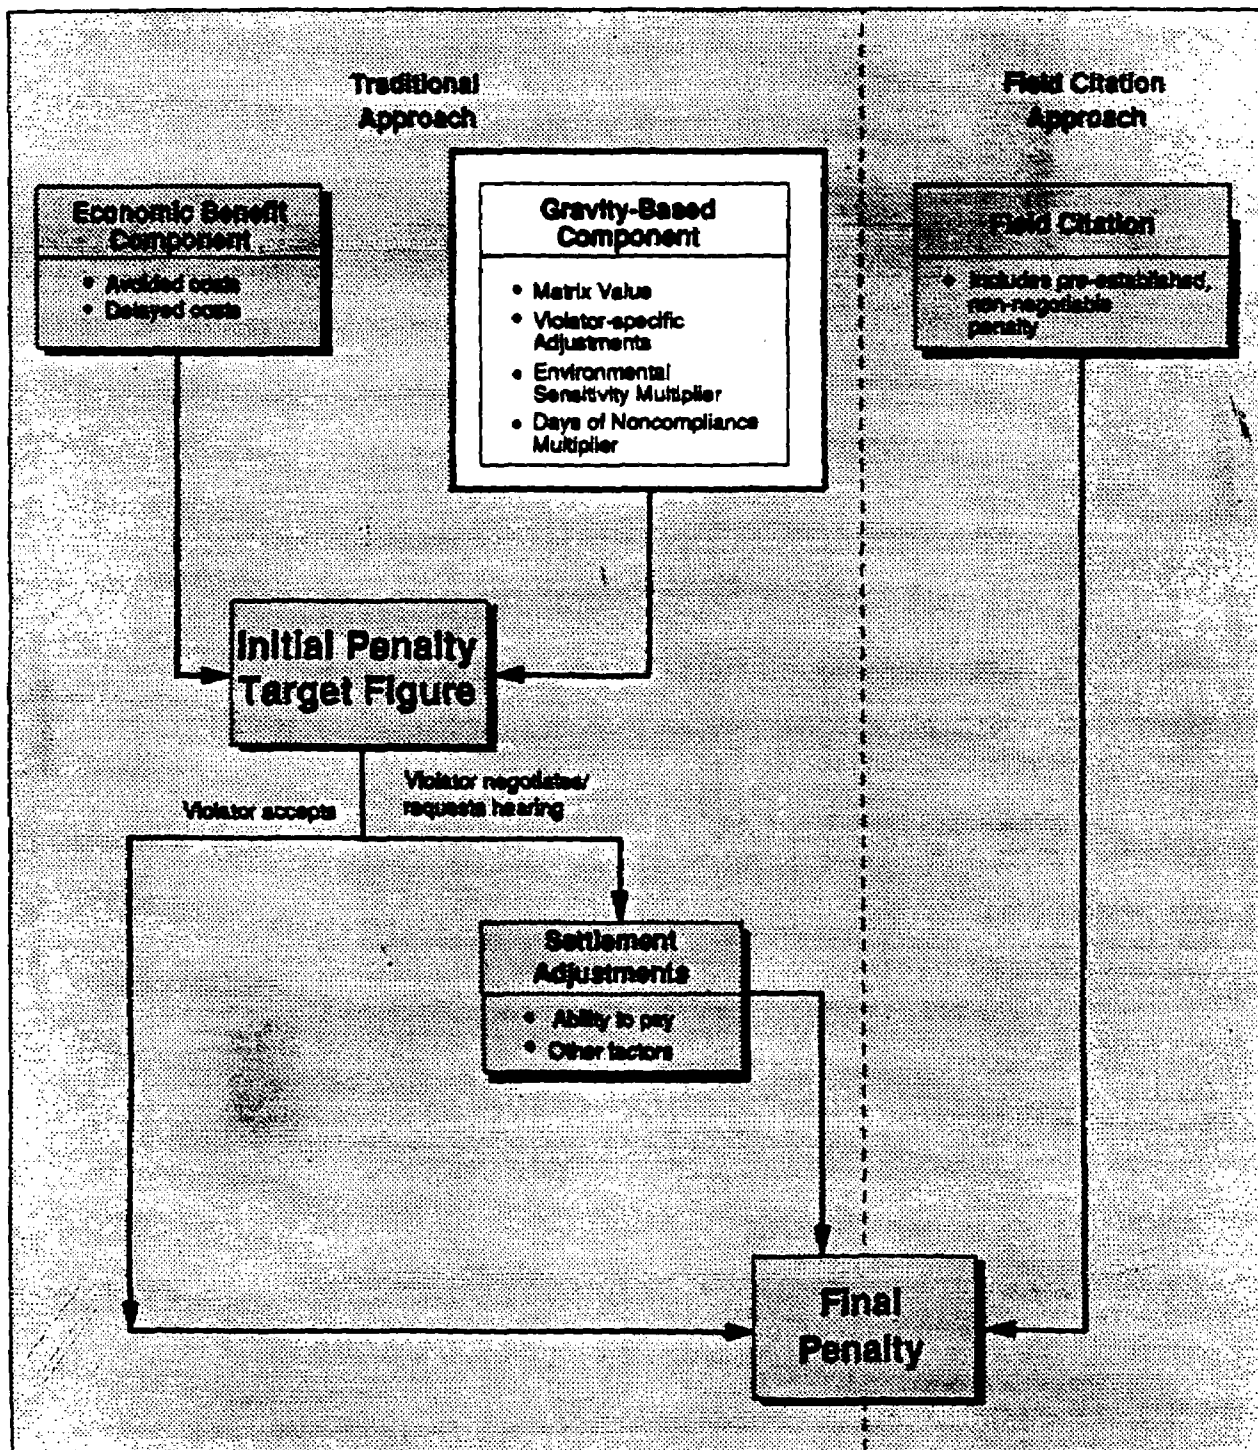 Traditional
Approach
Field Citation
Approach
Economic Benefit
Component
• Avoided costs
• Delayed costs
Gravity-Based
Component
• Matrix Value
• Violator-specific
Adjustments
• Environmental
Sensitivity Multiplier
• Days of Noncompliance
Multiplier
Field Citation
• Includes pre-established,
non-negotiable
penalty
Initial Penalty
Target Figure
Violator accepts
Violator negotiates/
requests hearing
Settlement
Adjustments
• Ability to pay
• Other factors
Final
Penalty